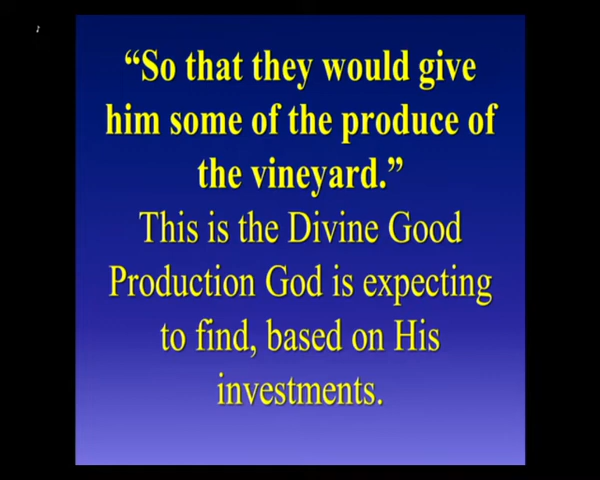 “So that they would give
him some of the produce of
the vineyard.”
This is the Divine Good
Production God is expecting
to find, based on His
investments.